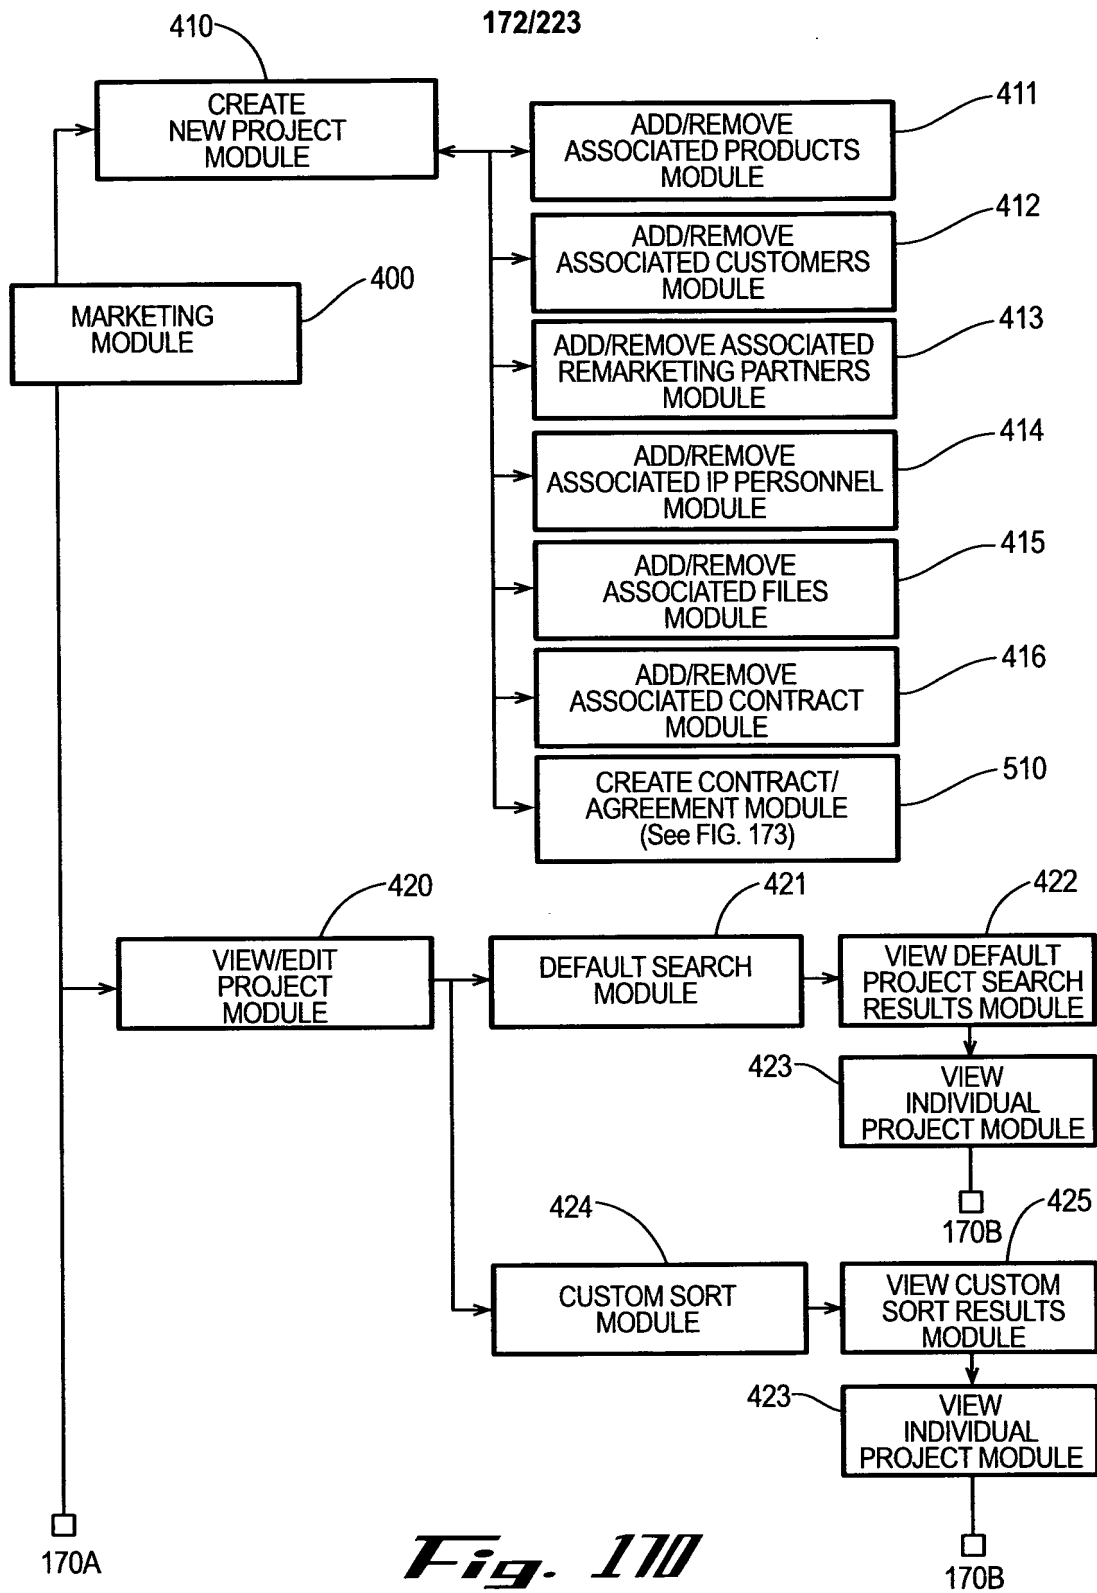 172/223
410
CREATE
NEW PROJECT
MODULE
411
ADD/REMOVE
ASSOCIATED PRODUCTS
MODULE
412
ADD/REMOVE
ASSOCIATED CUSTOMERS
MODULE
400
MARKETING
MODULE
413
ADD/REMOVE ASSOCIATED
REMARKETING PARTNERS
MODULE
414
ADD/REMOVE
ASSOCIATED IP PERSONNEL
MODULE
415
ADD/REMOVE
ASSOCIATED FILES
MODULE
416
ADD/REMOVE
ASSOCIATED CONTRACT
MODULE
510
CREATE CONTRACT/
AGREEMENT MODULE
(See FIG. 173)
420
VIEW/EDIT
PROJECT
MODULE
421
DEFAULT SEARCH
MODULE
422
VIEW DEFAULT
PROJECT SEARCH
RESULTS MODULE
423
VIEW
INDIVIDUAL
PROJECT MODULE
170B
424
CUSTOM SORT
MODULE
425
VIEW CUSTOM
SORT RESULTS
MODULE
423
VIEW
INDIVIDUAL
PROJECT MODULE
170B
170A
Fig. 170